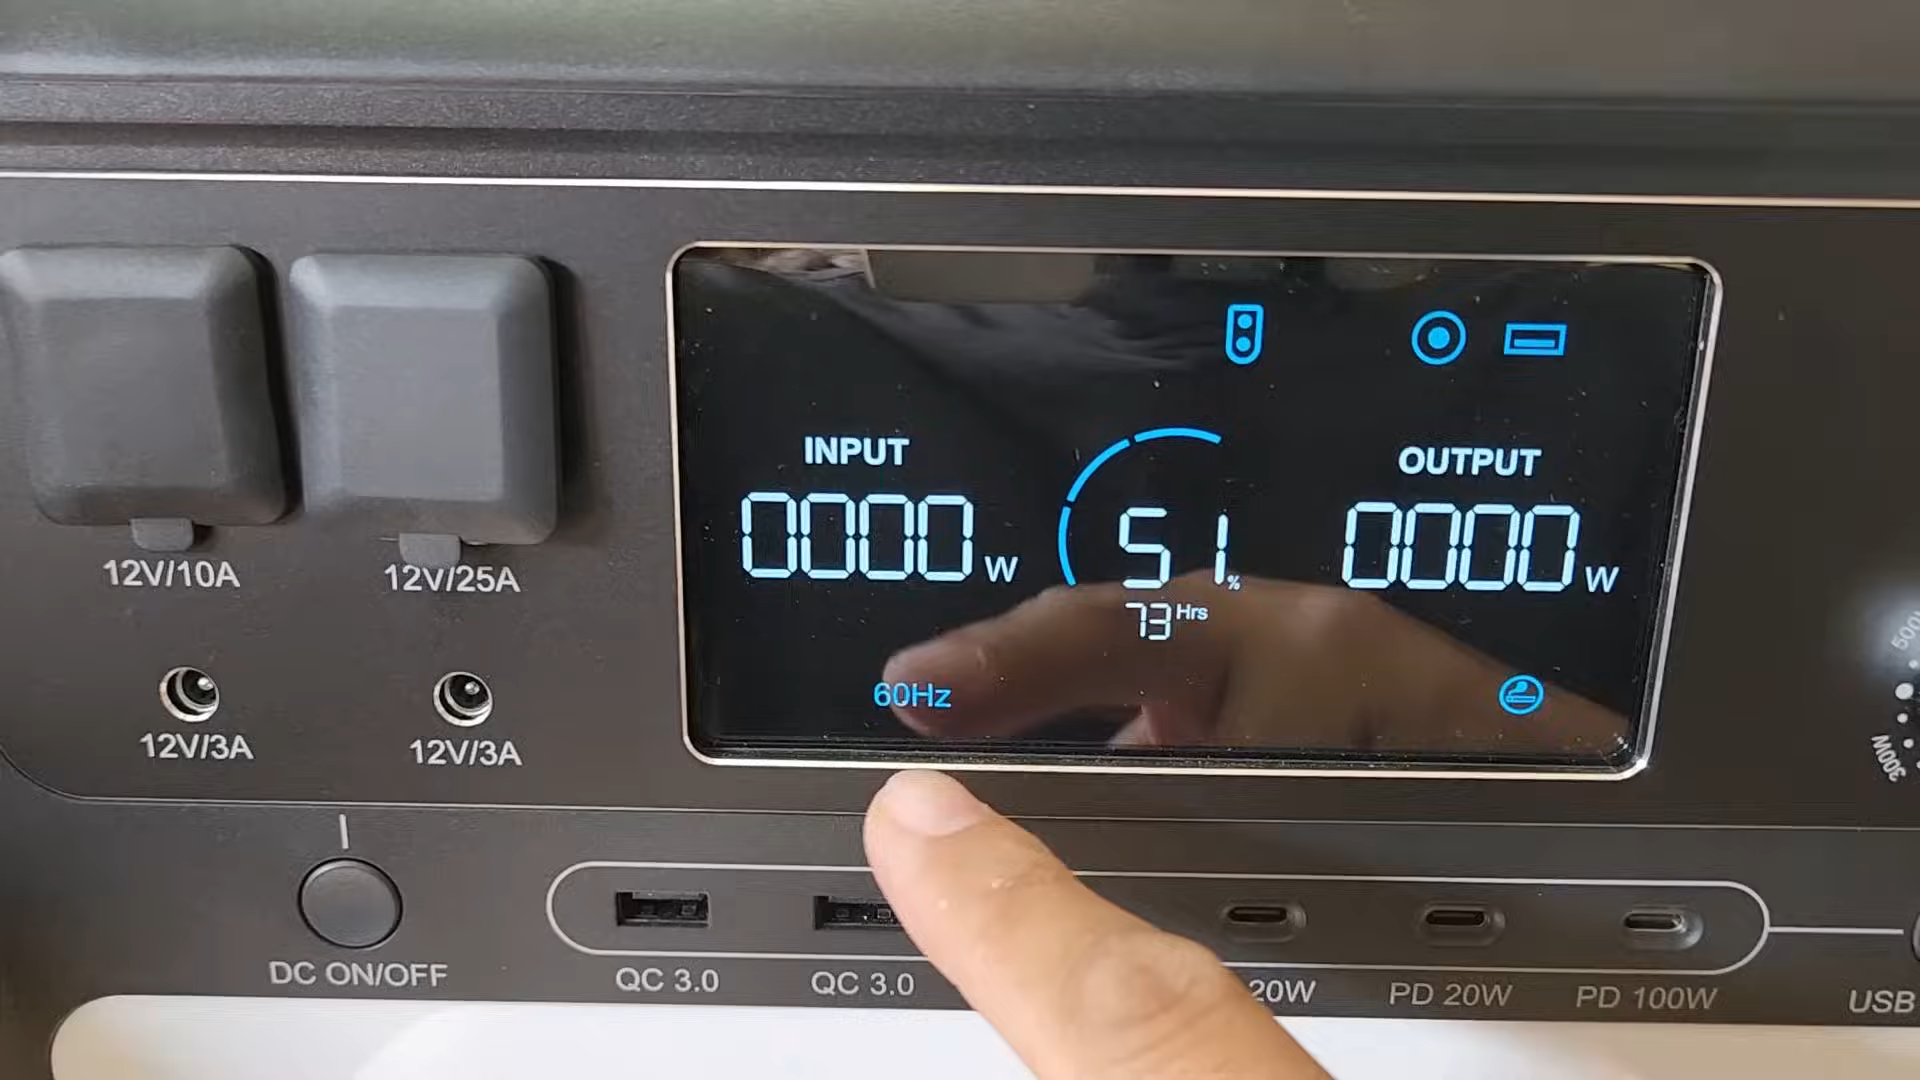 INPUT
0000 W
51 %
73 Hrs
OUTPUT
0000 W
60Hz
12V/10A
12V/25A
12V/3A
12V/3A
500W
300W
DC ON/OFF
QC 3.0
QC 3.0
20W
PD 20W
PD 100W
USB